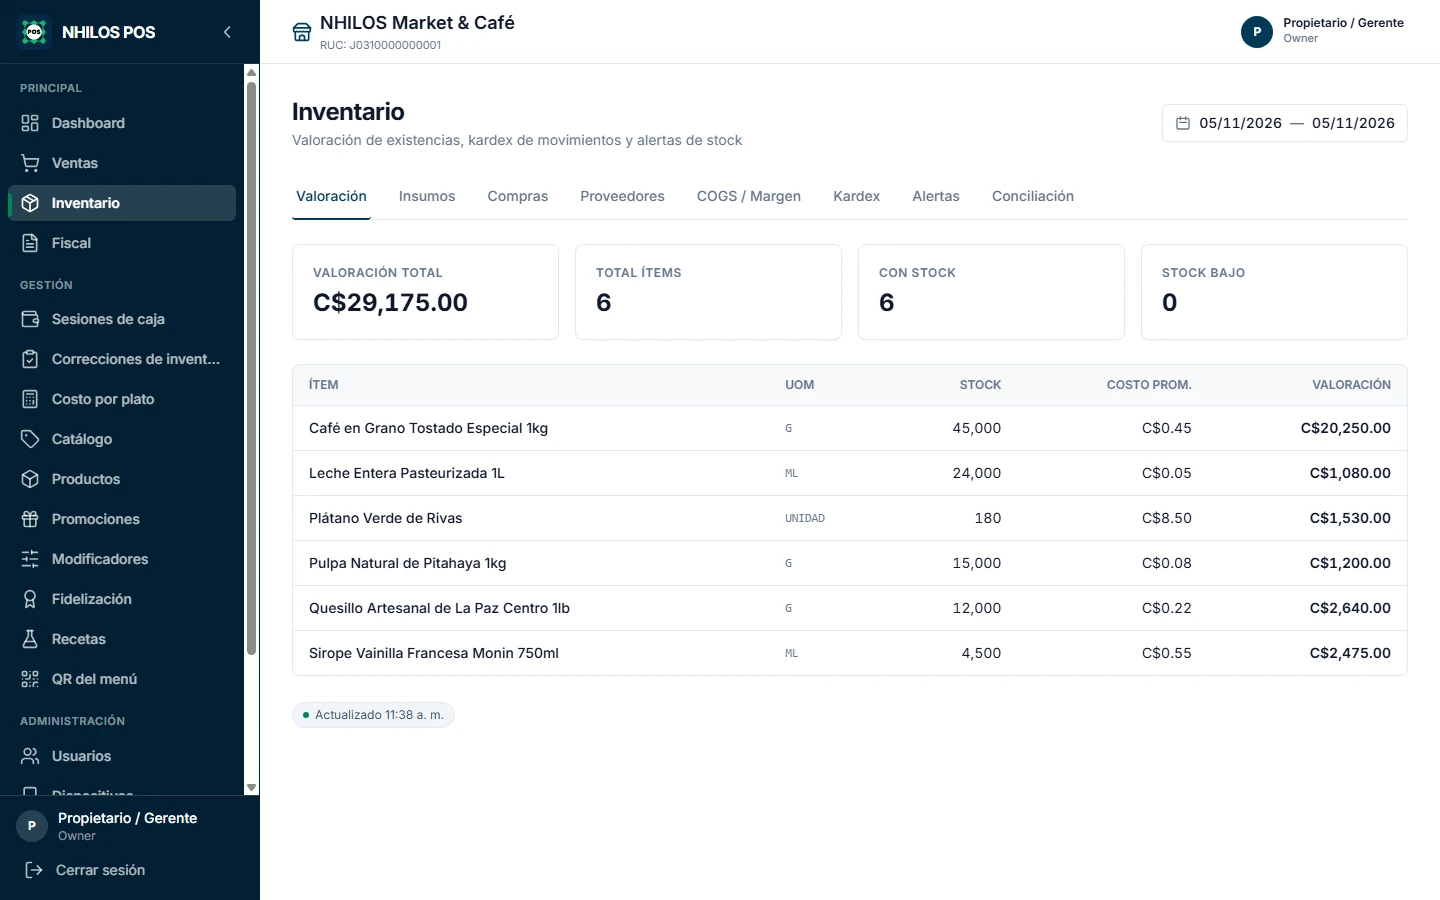 POS
NHILOS POS
PRINCIPAL
Dashboard
Ventas
Inventario
Fiscal
GESTIÓN
Sesiones de caja
Correcciones de invent...
Costo por plato
Catálogo
Productos
Promociones
Modificadores
Fidelización
Recetas
QR del menú
ADMINISTRACIÓN
Usuarios
Dispositivos
P
Propietario / Gerente
Owner
Cerrar sesión
NHILOS Market & Café
RUC: J0310000000001
P
Propietario / Gerente
Owner
Inventario
Valoración de existencias, kardex de movimientos y alertas de stock
05/11/2026 — 05/11/2026
Valoración Insumos Compras Proveedores COGS / Margen Kardex Alertas Conciliación
VALORACIÓN TOTAL
C$29,175.00
TOTAL ÍTEMS
6
CON STOCK
6
STOCK BAJO
0
ÍTEM UOM STOCK COSTO PROM. VALORACIÓN
Café en Grano Tostado Especial 1kg G 45,000 C$0.45 C$20,250.00
Leche Entera Pasteurizada 1L ML 24,000 C$0.05 C$1,080.00
Plátano Verde de Rivas UNIDAD 180 C$8.50 C$1,530.00
Pulpa Natural de Pitahaya 1kg G 15,000 C$0.08 C$1,200.00
Quesillo Artesanal de La Paz Centro 1lb G 12,000 C$0.22 C$2,640.00
Sirope Vainilla Francesa Monin 750ml ML 4,500 C$0.55 C$2,475.00
Actualizado 11:38 a. m.